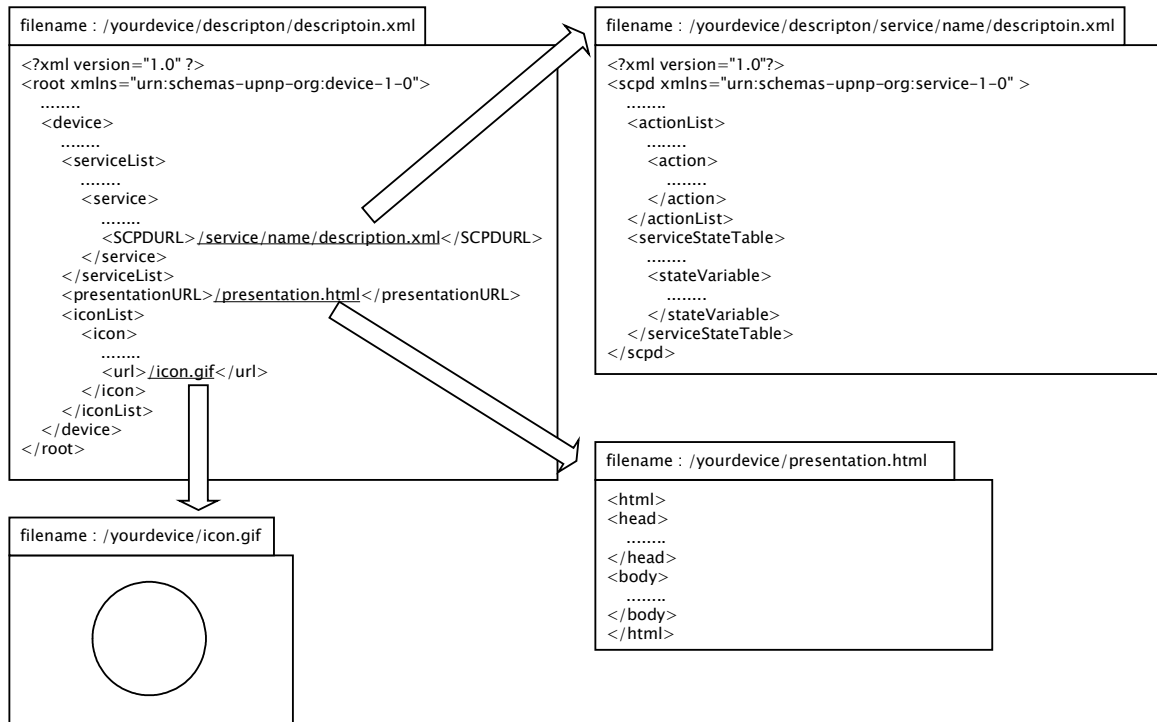 filename : /yourdevice/descripton/descriptoin.xml
<?xml version="1.0" ?>
<root xmlns="urn:schemas-upnp-org:device-1-0">
........
<device>
........
<serviceList>
........
<service>
........
<SCPDURL>/service/name/description.xml</SCPDURL>
</service>
</serviceList>
<presentationURL>/presentation.html</presentationURL>
<iconList>
<icon>
........
<url>/icon.gif</url>
</icon>
</iconList>
</device>
</root>
filename : /yourdevice/descripton/service/name/descriptoin.xml
<?xml version="1.0"?>
<scpd xmlns="urn:schemas-upnp-org:service-1-0" >
........
<actionList>
........
<action>
........
</action>
</actionList>
<serviceStateTable>
........
<stateVariable>
........
</stateVariable>
</serviceStateTable>
</scpd>
filename : /yourdevice/presentation.html
<html>
<head>
........
</head>
<body>
........
</body>
</html>
filename : /yourdevice/icon.gif